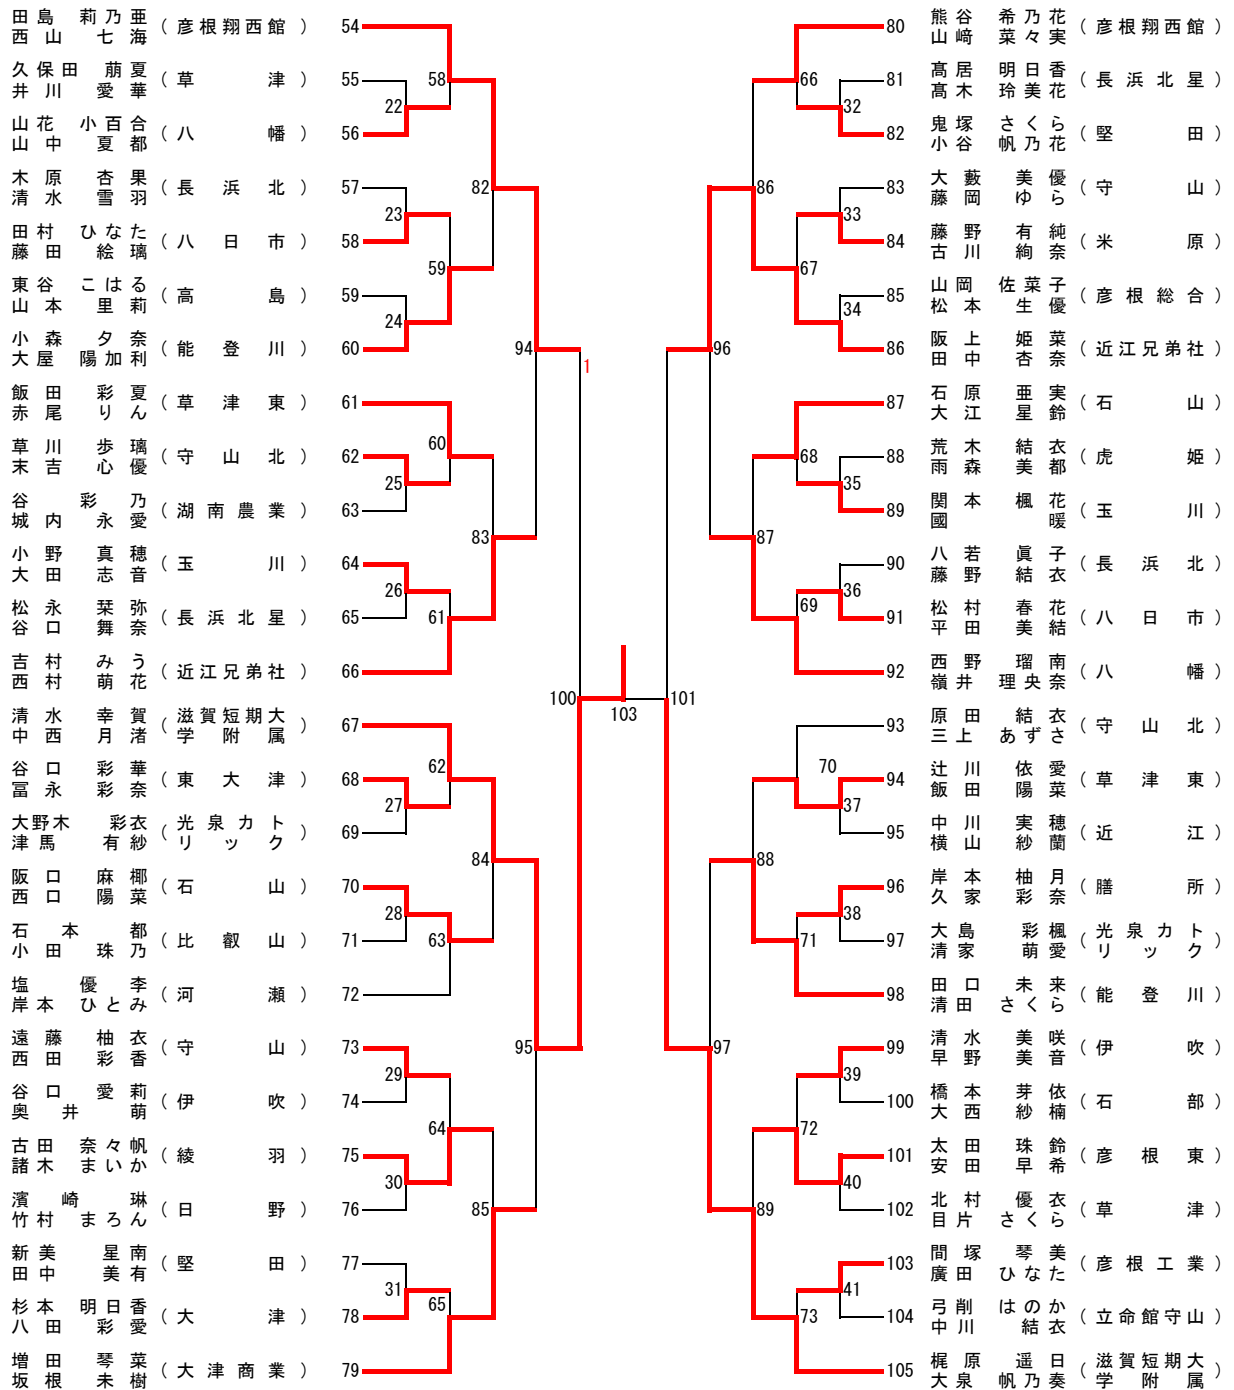 田島 莉乃亜
西山 七海 (彦根翔西館) 54
久保田 萠夏
井川 愛華 (草津) 55
山花 小百合
山中 夏都 (八幡) 56
木原 杏果
清水 雪羽 (長浜北) 57
田村 ひなた
藤田 絵璃 (八日市) 58
東谷 こはる
山本 里莉 (高島) 59
小森 夕奈
大屋 陽加利 (能登川) 60
飯田 彩夏
赤尾 りん (草津東) 61
草川 歩璃
末吉 心優 (守山北) 62
谷 彩乃
城内 永愛 (湖南農業) 63
小野 真穂
大田 志音 (玉川) 64
松永 栞弥
谷口 舞奈 (長浜北星) 65
吉村 みう
西村 萌花 (近江兄弟社) 66
清水 幸賀
中西 月渚 (滋賀短期大学附属) 67
谷口 彩華
冨永 彩奈 (東大津) 68
大野木 彩衣
津馬 有紗 (光泉カトリック) 69
阪口 麻椰
西口 陽菜 (石山) 70
石本 都
小田 珠乃 (比叡山) 71
塩 優李
岸本 ひとみ (河瀬) 72
遠藤 柚衣
西田 彩香 (守山) 73
谷口 愛莉
奥井 萌 (伊吹) 74
古田 奈々帆
諸木 まいか (綾羽) 75
濱崎 琳
竹村 まろん (日野) 76
新美 星南
田中 美有 (堅田) 77
杉本 明日香
八田 彩愛 (大津) 78
増田 琴菜
坂根 未樹 (大津商業) 79
22
23
24
25
26
27
28
29
30
31
58
59
60
61
62
63
64
65
82
83
84
85
94
95
1
100
103
101
96
97
86
87
88
89
66
67
68
69
70
71
72
73
32
33
34
35
36
37
38
39
40
41
80 熊谷 希乃花
山﨑 菜々実 (彦根翔西館)
81 髙居 明日香
髙木 玲美花 (長浜北星)
82 鬼塚 さくら
小谷 帆乃花 (堅田)
83 大藪 美優
藤岡 ゆら (守山)
84 藤野 有純
古川 絢奈 (米原)
85 山岡 佐菜子
松本 生優 (彦根総合)
86 阪上 姫菜
田中 杏奈 (近江兄弟社)
87 石原 亜実
大江 星鈴 (石山)
88 荒木 結衣
雨森 美都 (虎姫)
89 関本 楓花
國 暖 (玉川)
90 八若 眞子
藤野 結衣 (長浜北)
91 松村 春花
平田 美結 (八日市)
92 西野 瑠南
嶺井 理央奈 (八幡)
93 原田 結衣
三上 あずさ (守山北)
94 辻川 依愛
飯田 陽菜 (草津東)
95 中川 実穂
横山 紗蘭 (近江)
96 岸本 柚月
久家 彩奈 (膳所)
97 大島 彩楓
清家 萌愛 (光泉カトリック)
98 田口 未来
清田 さくら (能登川)
99 清水 美咲
早野 美音 (伊吹)
100 橋本 芽依
大西 紗楠 (石部)
101 太田 珠鈴
安田 早希 (彦根東)
102 北村 優衣
目片 さくら (草津)
103 間塚 琴美
廣田 ひなた (彦根工業)
104 弓削 はのか
中川 結衣 (立命館守山)
105 梶原 遥日
大泉 帆乃奏 (滋賀短期大学附属)